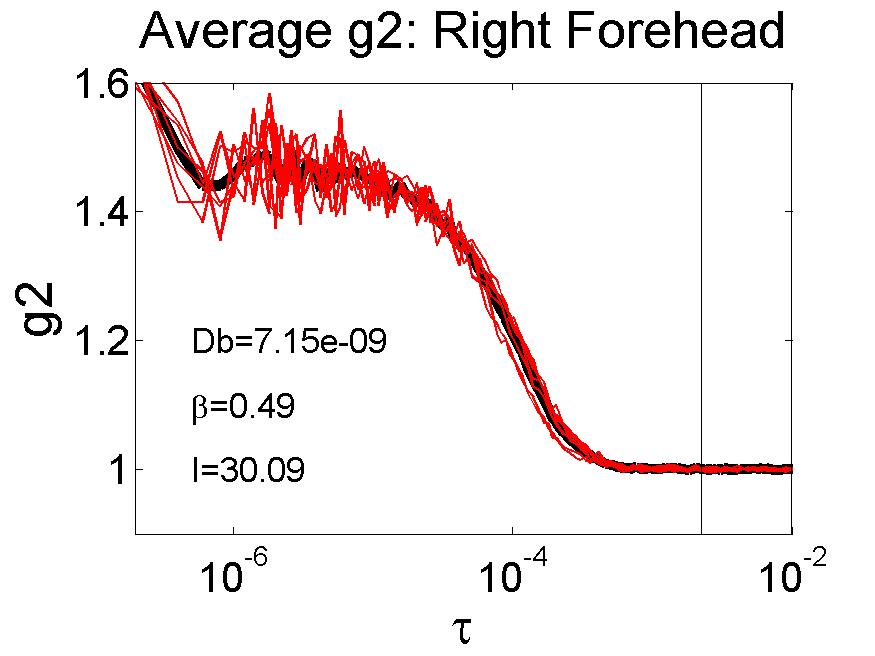 Average g2: Right Forehead
1.6
1.4
1.2
1
g2
Db=7.15e-09
β=0.49
I=30.09
10^-6
10^-4
10^-2
τ